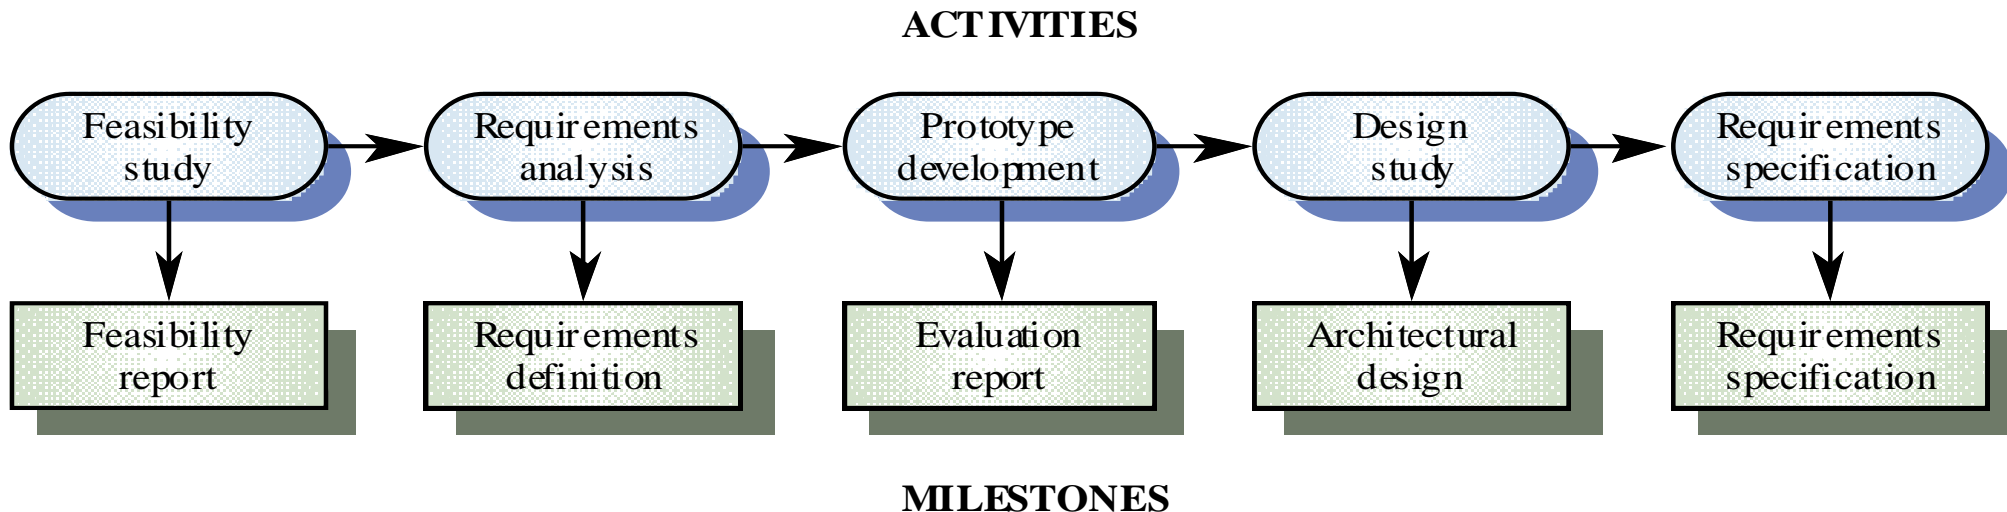 ACTIVITIES
Feasibility
study
Requirements
analysis
Prototype
development
Design
study
Requirements
specification
Feasibility
report
Requirements
definition
Evaluation
report
Architectural
design
Requirements
specification
MILESTONES